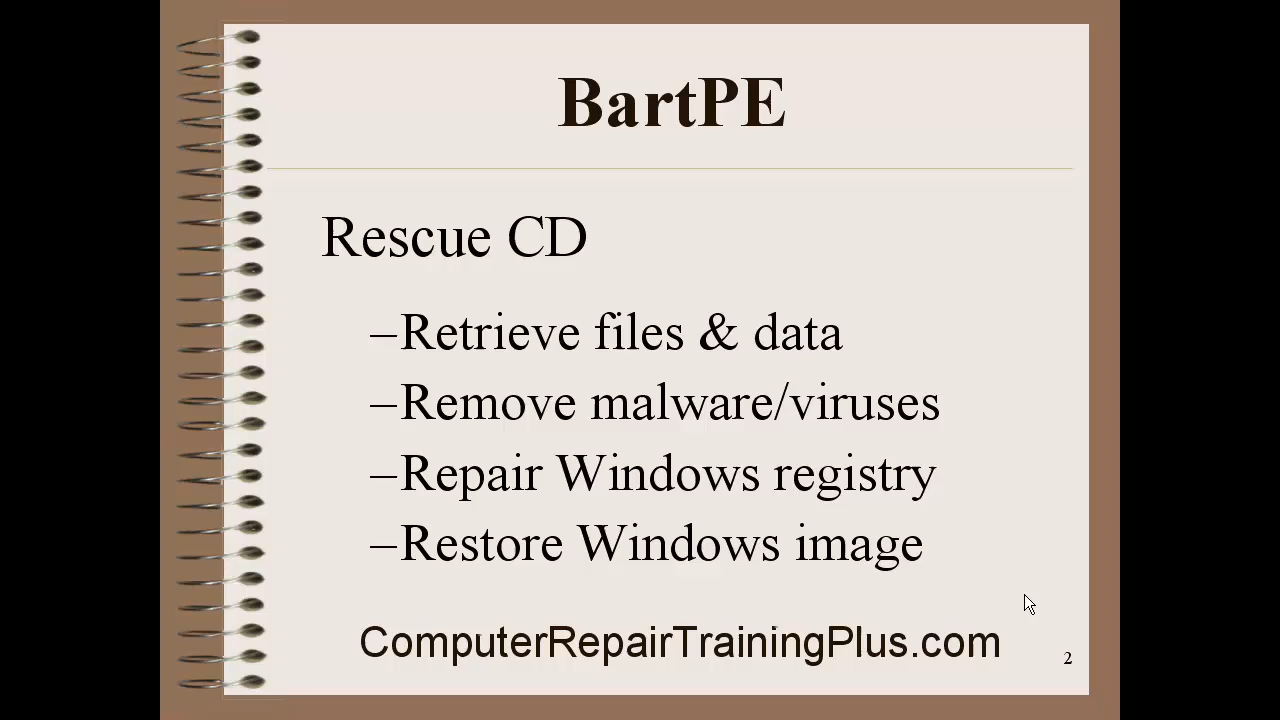 BartPE
Rescue CD
–Retrieve files & data
–Remove malware/viruses
–Repair Windows registry
–Restore Windows image
ComputerRepairTrainingPlus.com
2